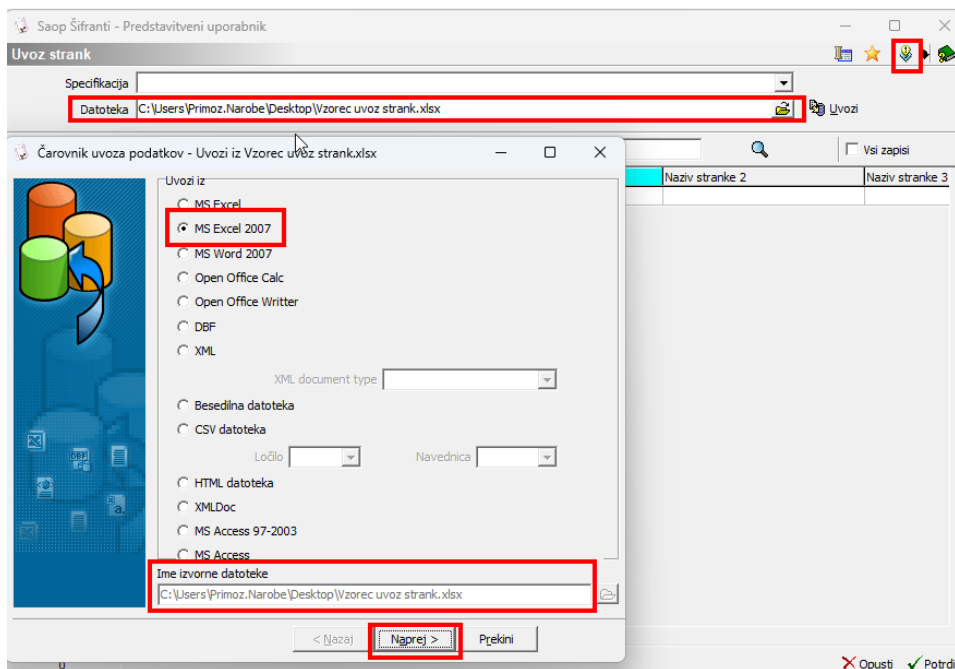 Saop Šifranti - Predstavitveni uporabnik
Uvoz strank
Specifikacija
Datoteka C:\Users\Primoz.Narobe\Desktop\Vzorec uvoz strank.xlsx
Uvozi
Čarovnik uvoza podatkov - Uvozi iz Vzorec uvoz strank.xlsx
Vsi zapisi
Naziv stranke 2 Naziv stranke 3
Uvozi iz
MS Excel
MS Excel 2007
MS Word 2007
Open Office Calc
Open Office Writter
DBF
XML
XML document type
Besedilna datoteka
CSV datoteka
Ločilo Navednica
HTML datoteka
XMLDoc
MS Access 97-2003
MS Access
Ime izvorne datoteke
C:\Users\Primoz.Narobe\Desktop\Vzorec uvoz strank.xlsx
< Nazaj Naprej > Prekini
0 Opusti Potrdi